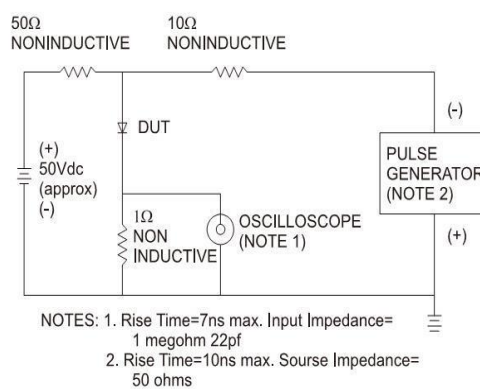 50Ω
NONINDUCTIVE
10Ω
NONINDUCTIVE
(+)
50Vdc
(approx)
(-)
DUT
1Ω
NON
INDUCTIVE
OSCILLOSCOPE
(NOTE 1)
(-)
PULSE
GENERATOR
(NOTE 2)
(+)
NOTES: 1. Rise Time=7ns max. Input Impedance=
1 megohm 22pf
2. Rise Time=10ns max. Sourse Impedance=
50 ohms